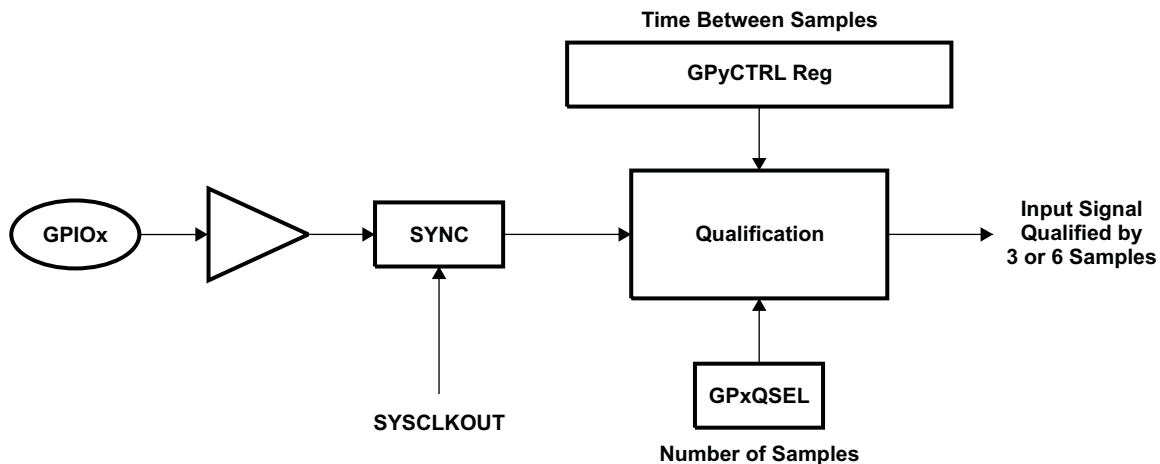 Time Between Samples
GPyCTRL Reg
GPIOx
SYNC
Qualification
Input Signal
Qualified by
3 or 6 Samples
SYSCLKOUT
GPxQSEL
Number of Samples